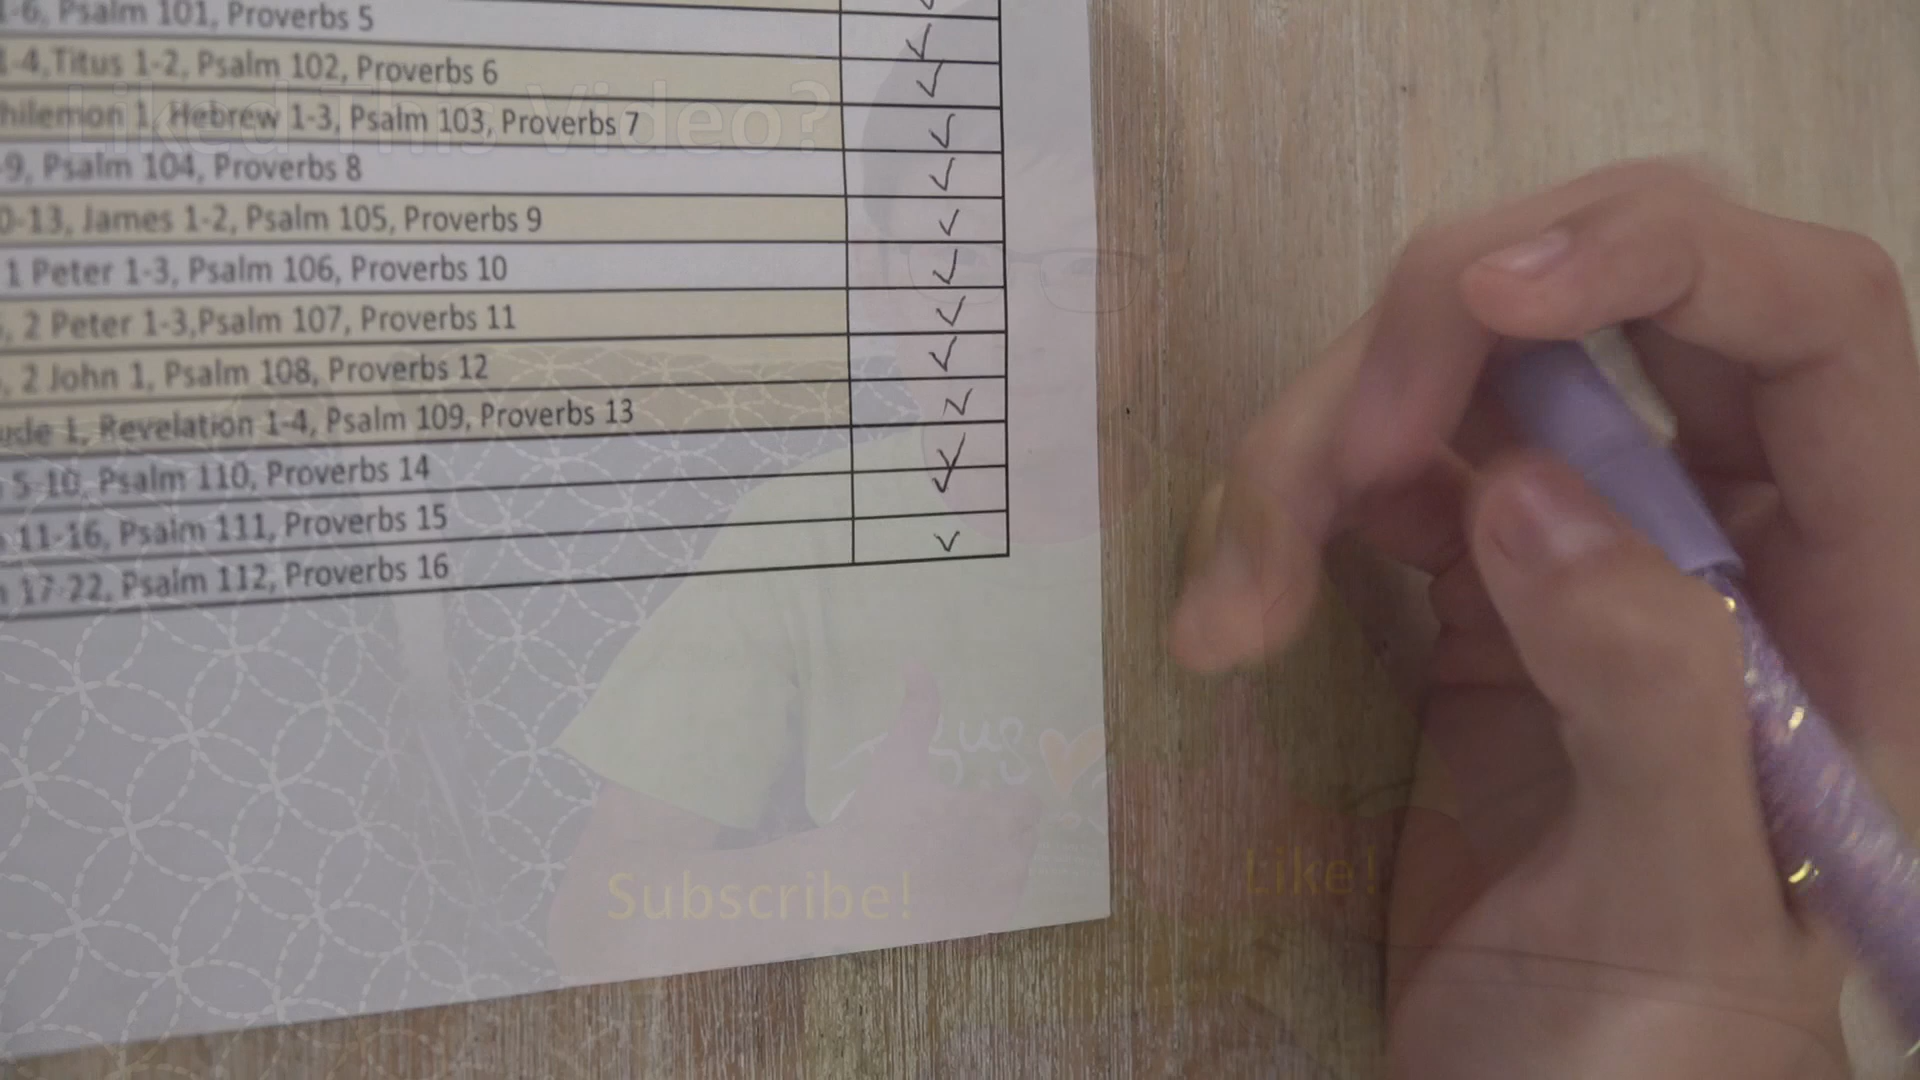 -6, Psalm 101, Proverbs 5
1-4,Titus 1-2, Psalm 102, Proverbs 6
Liked This Video?
hilemon 1, Hebrew 1-3, Psalm 103, Proverbs 7
-9, Psalm 104, Proverbs 8
0-13, James 1-2, Psalm 105, Proverbs 9
1 Peter 1-3, Psalm 106, Proverbs 10
, 2 Peter 1-3,Psalm 107, Proverbs 11
, 2 John 1, Psalm 108, Proverbs 12
1, Revelation 1-4, Psalm 109, Proverbs 13
5-10, Psalm 110, Proverbs 14
11-16, Psalm 111, Proverbs 15
17-22, Psalm 112, Proverbs 16
Subscribe!
Like!